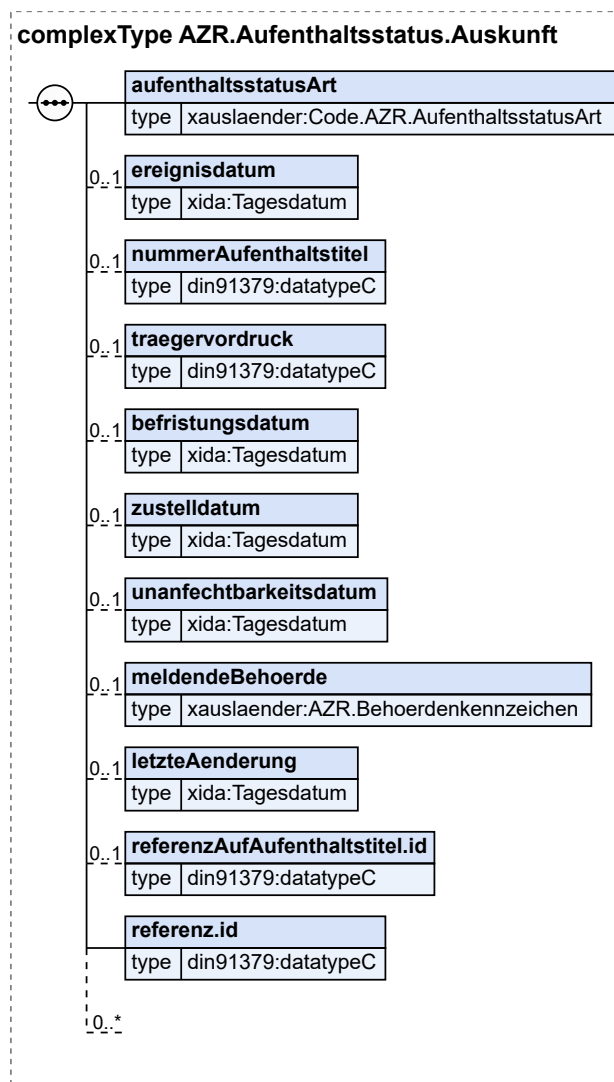 complexType AZR.Aufenthaltsstatus.Auskunft
aufenthaltsstatusArt
type xauslaender:Code.AZR.AufenthaltsstatusArt
0..1 ereignisdatum
type xida:Tagesdatum
0..1 nummerAufenthaltstitel
type din91379:datatypeC
0..1 traegervordruck
type din91379:datatypeC
0..1 befristungsdatum
type xida:Tagesdatum
0..1 zustelldatum
type xida:Tagesdatum
0..1 unanfechtbarkeitsdatum
type xida:Tagesdatum
0..1 meldendeBehoerde
type xauslaender:AZR.Behoerdenkennzeichen
0..1 letzteAenderung
type xida:Tagesdatum
0..1 referenzAufAufenthaltstitel.id
type din91379:datatypeC
referenz.id
type din91379:datatypeC
0..*